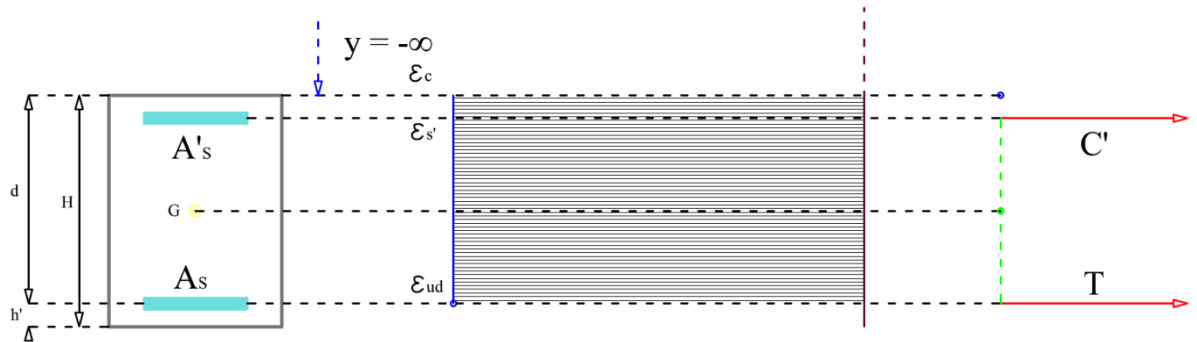 y = -∞
εc
A's
εs'
C'
d
H
G
As
εud
T
h'